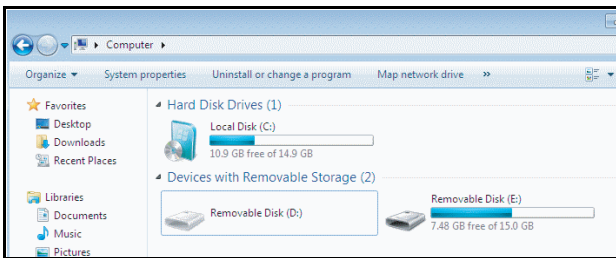 Computer
Organize System properties Uninstall or change a program Map network drive »
Favorites
Desktop
Downloads
Recent Places
Libraries
Documents
Music
Pictures
Hard Disk Drives (1)
Local Disk (C:)
10.9 GB free of 14.9 GB
Devices with Removable Storage (2)
Removable Disk (D:)
Removable Disk (E:)
7.48 GB free of 15.0 GB